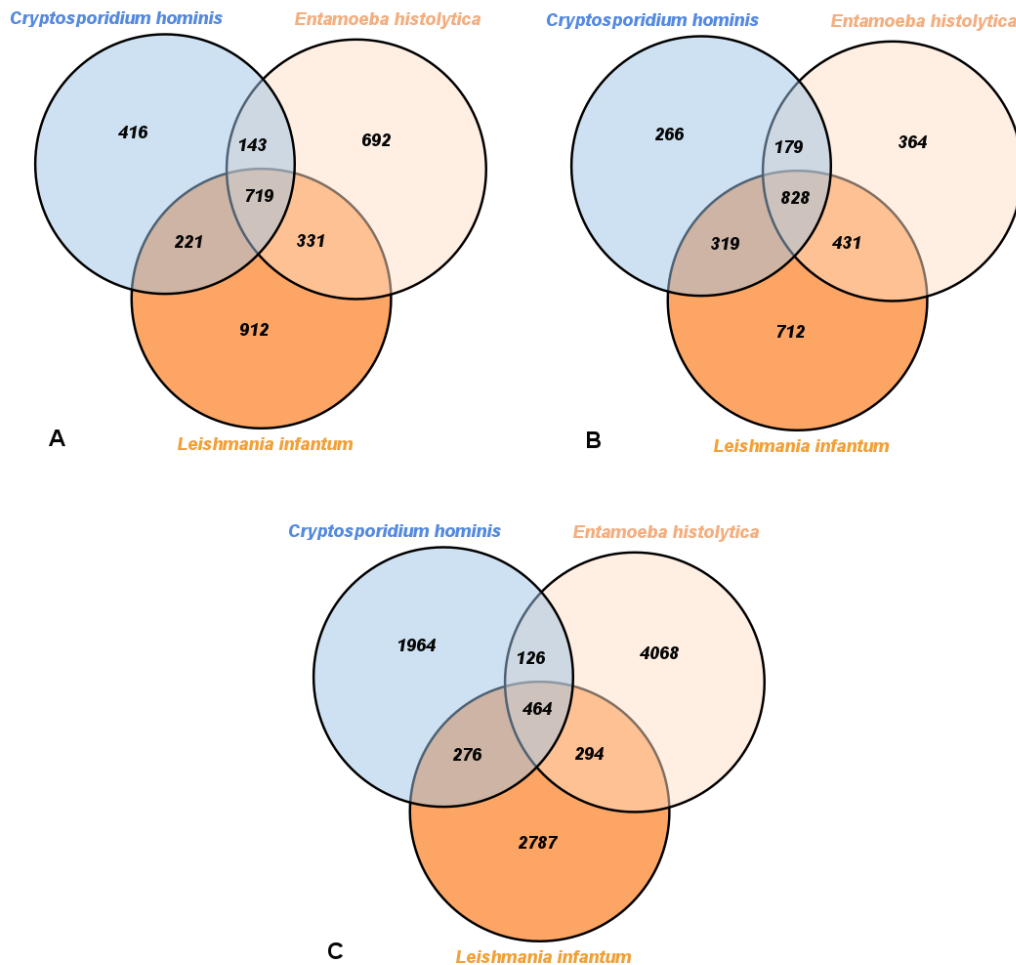 Cryptosporidium hominis
Entamoeba histolytica
416
143
692
719
221
331
912
A
Leishmania infantum
Cryptosporidium hominis
Entamoeba histolytica
266
179
364
828
319
431
712
B
Leishmania infantum
Cryptosporidium hominis
Entamoeba histolytica
1964
126
4068
464
276
294
2787
C
Leishmania infantum